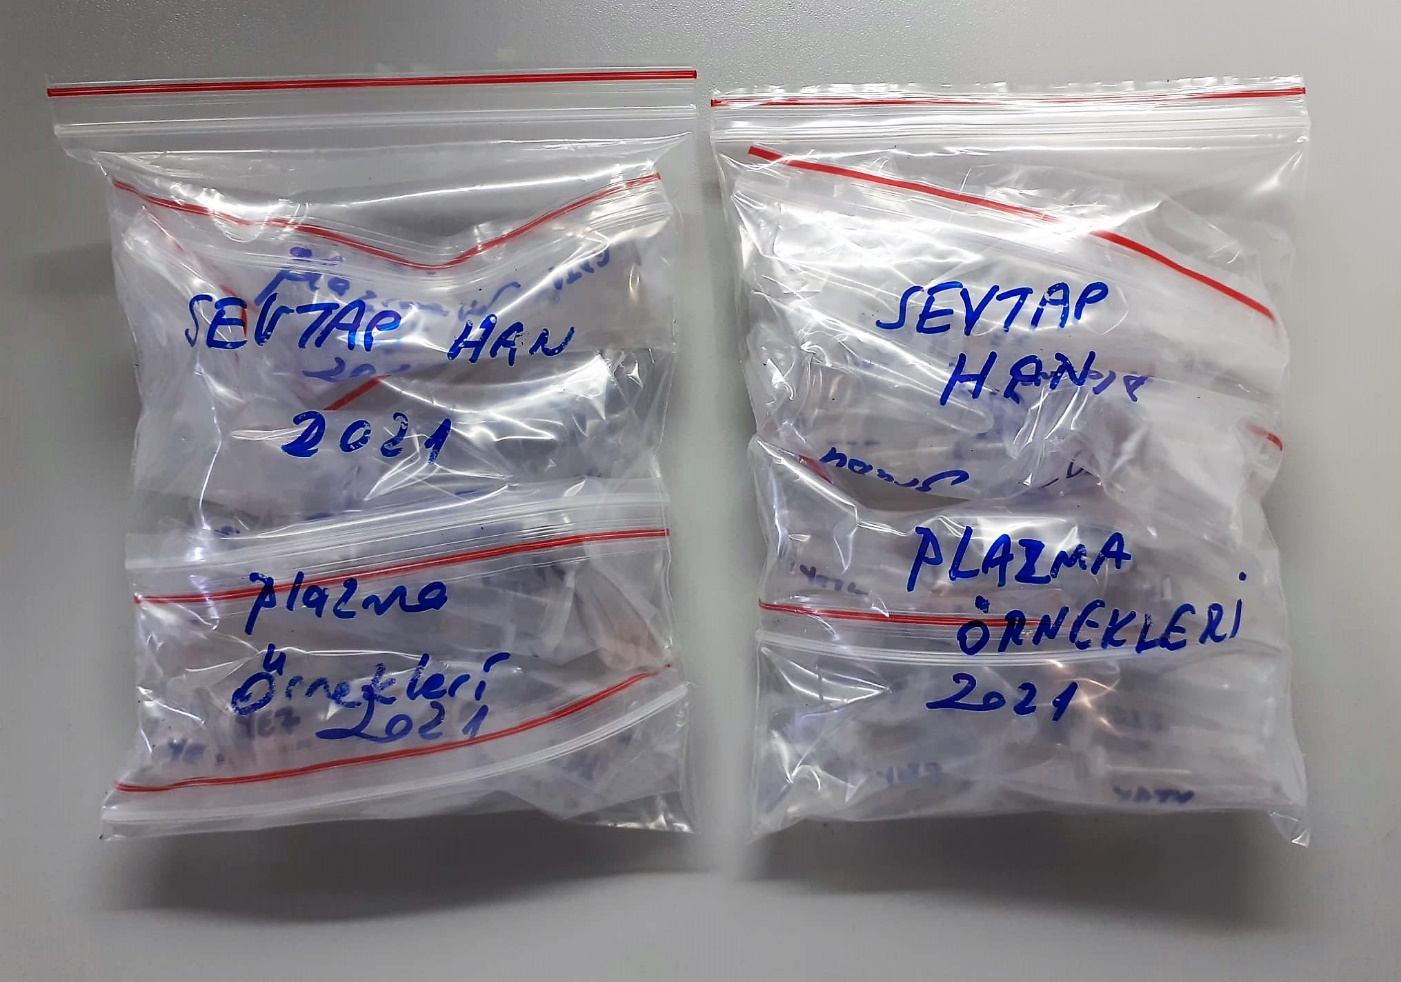 SEVTAP HAN
2021
Plazma
Örnekleri
2021
SEVTAP
HAN
PLAZMA
ÖRNEKLERİ
2021